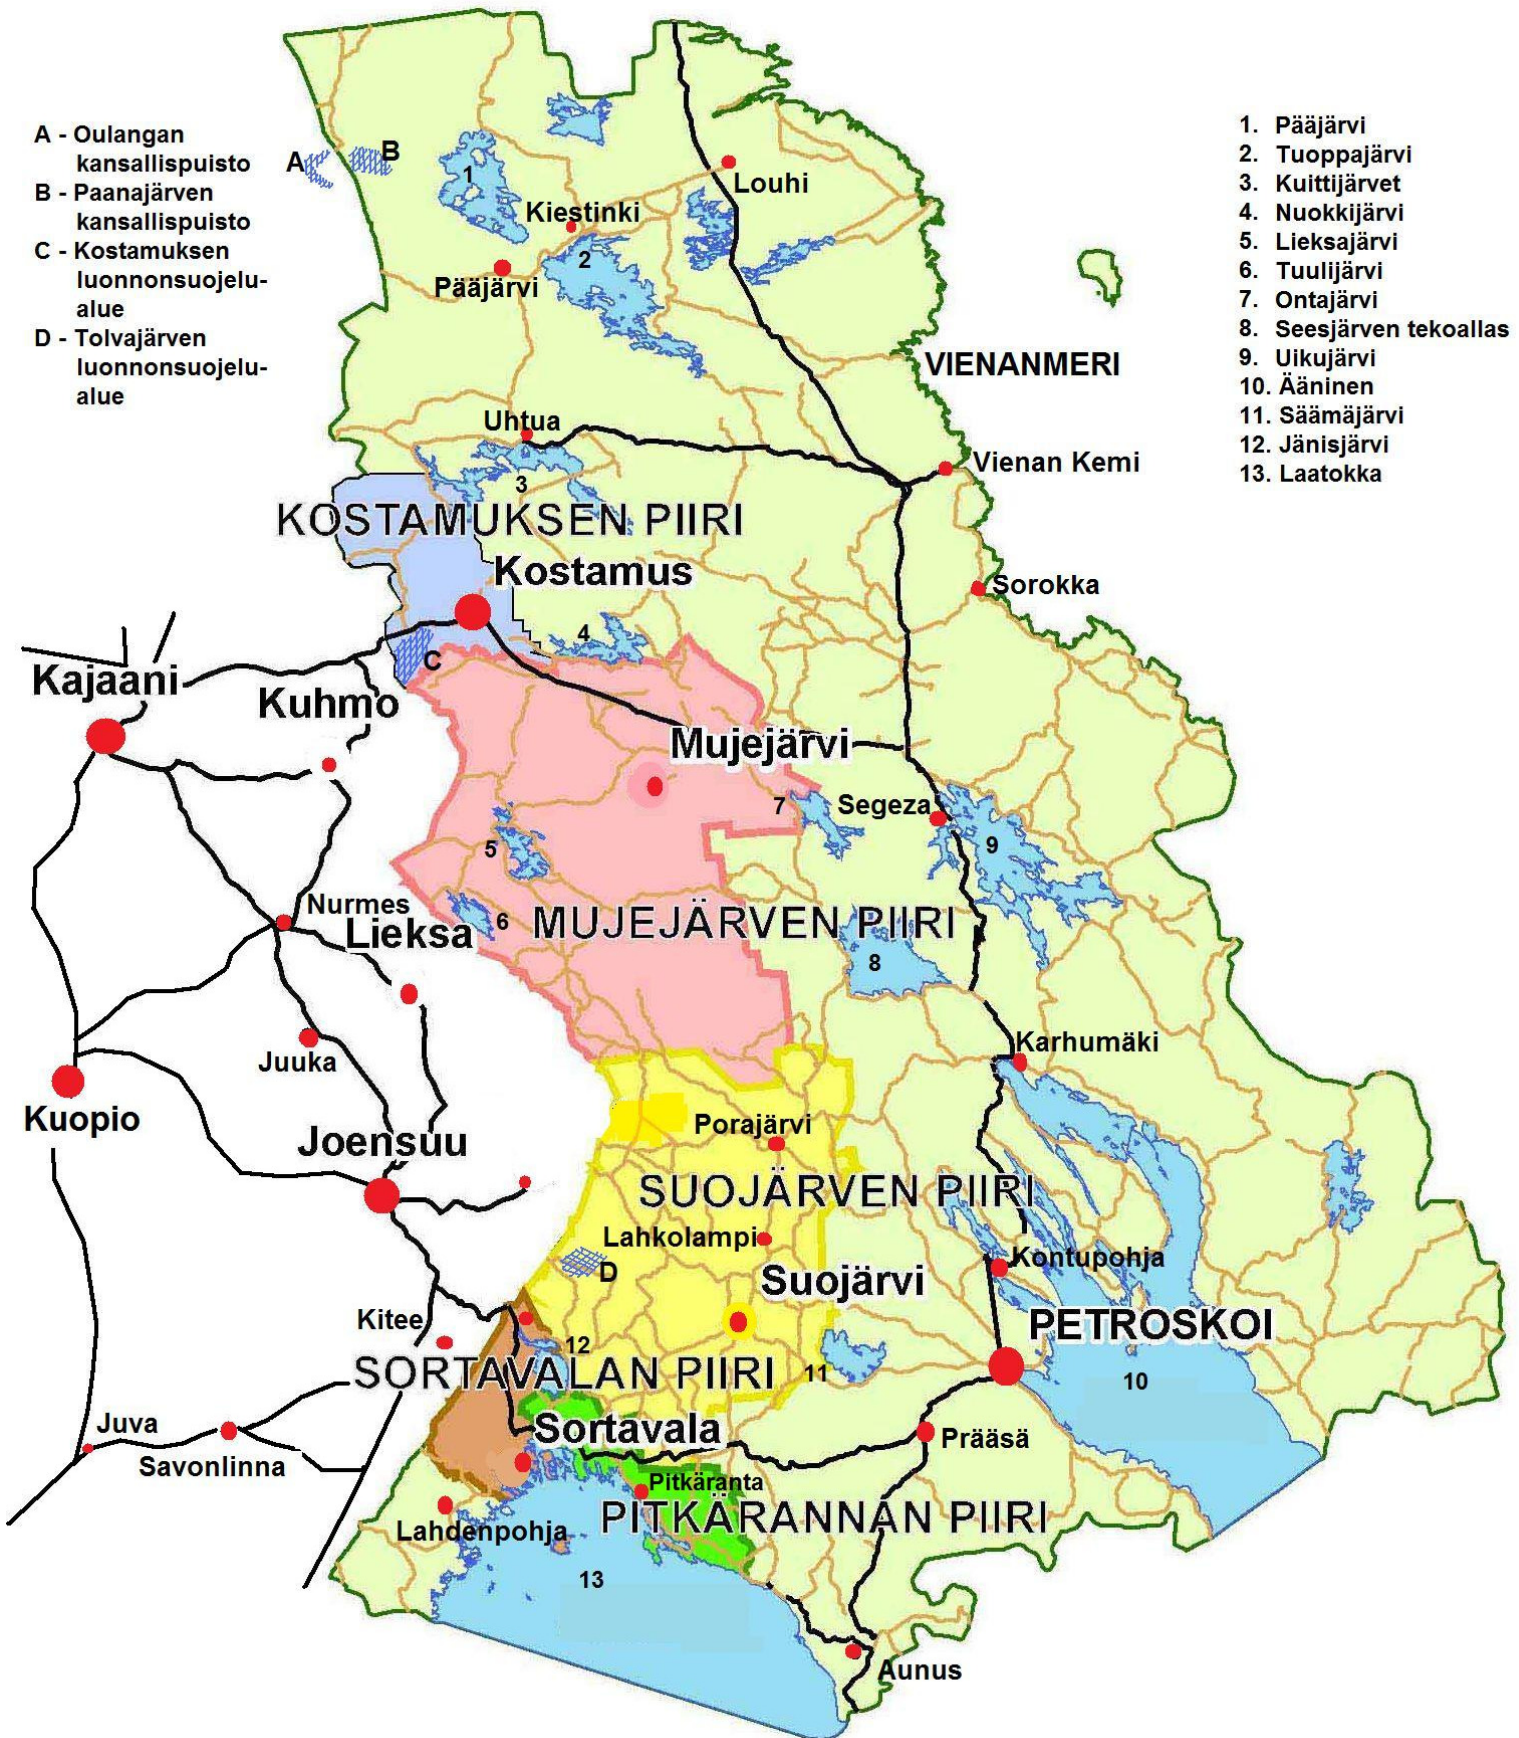 A - Oulangan
kansallispuisto
B - Paanajärven
kansallispuisto
C - Kostamuksen
luonnonsuojelu-
alue
D - Tolvajärven
luonnonsuojelu-
alue
1. Pääjärvi
2. Tuoppajärvi
3. Kuittijärvet
4. Nuokkijärvi
5. Lieksajärvi
6. Tuulijärvi
7. Ontajärvi
8. Seesjärven tekoallas
9. Uikujärvi
10. Ääninen
11. Säämäjärvi
12. Jänisjärvi
13. Laatokka
A
B
1
Louhi
Kiestinki
2
Pääjärvi
VIENANMERI
Uhtua
Vienan Kemi
3
KOSTAMUKSEN PIIRI
Kostamus
Sorokka
4
C
Kajaani
Kuhmo
Mujejärvi
7
Segeza
5
9
Nurmes
6
MUJEJÄRVEN PIIRI
Lieksa
8
Juuka
Karhumäki
Kuopio
Porajärvi
Joensuu
SUOJÄRVEN PIIRI
Lahkolampi
D
Kontupohja
Suojärvi
Kitee
PETROSKOI
12
SORTAVALAN PIIRI
11
10
Juva
Sortavala
Prääsä
Savonlinna
Pitkäranta
PITKÄRANNAN PIIRI
Lahdenpohja
13
Aunus